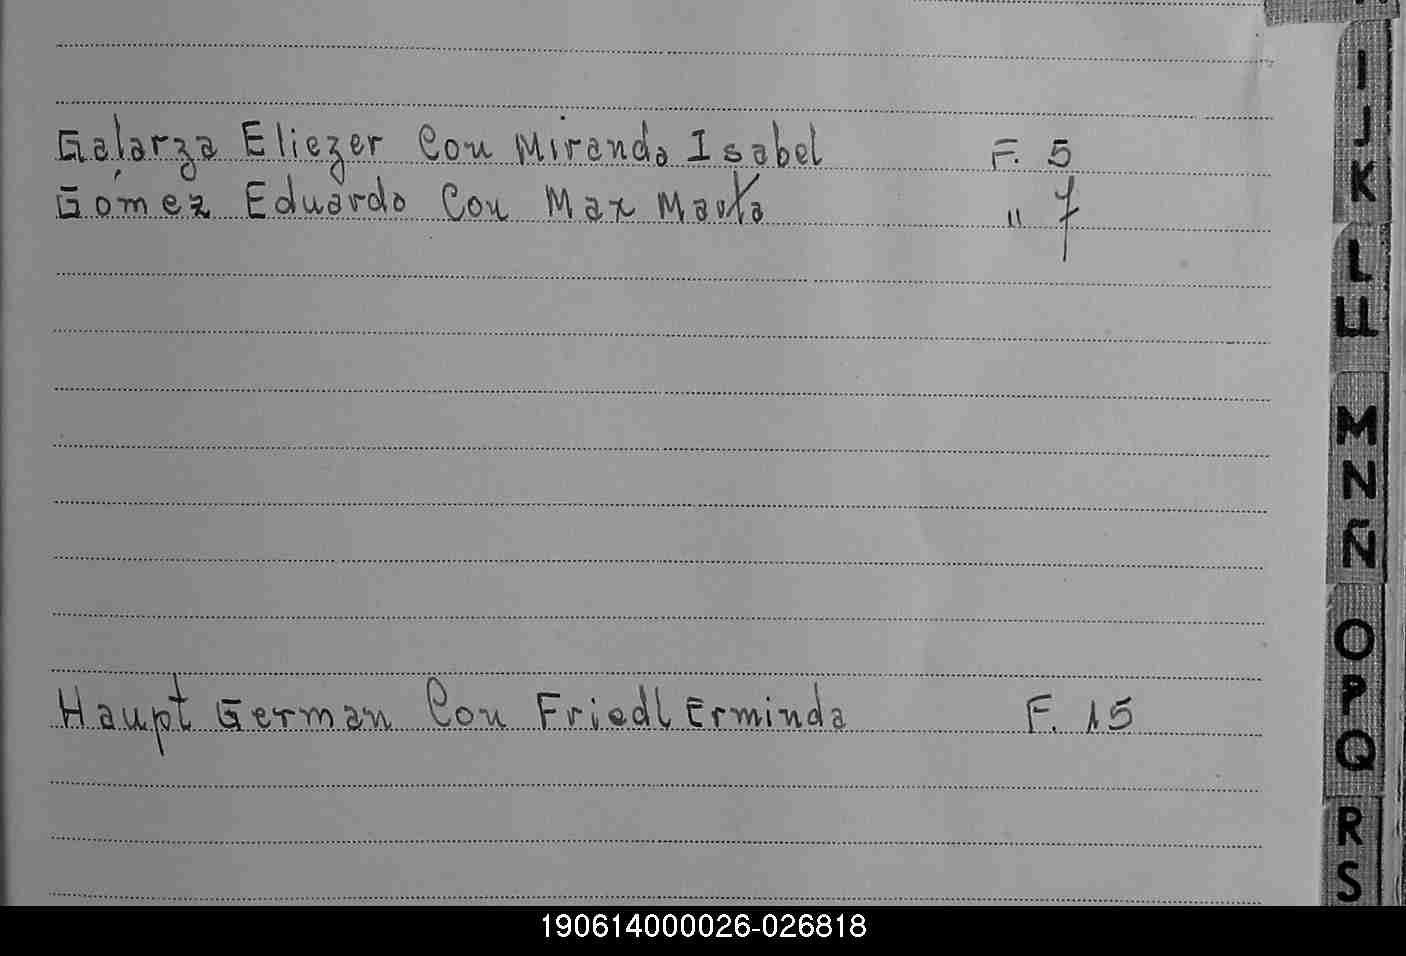 Galarza Eliezer Con Miranda Isabel F. 5
Gómez Eduardo Con Max Marta " 7
Haupt German Con Friedl Erminda F. 15
I
J
K
L
LL
M
N
Ñ
O
P
Q
R
S
190614000026-026818